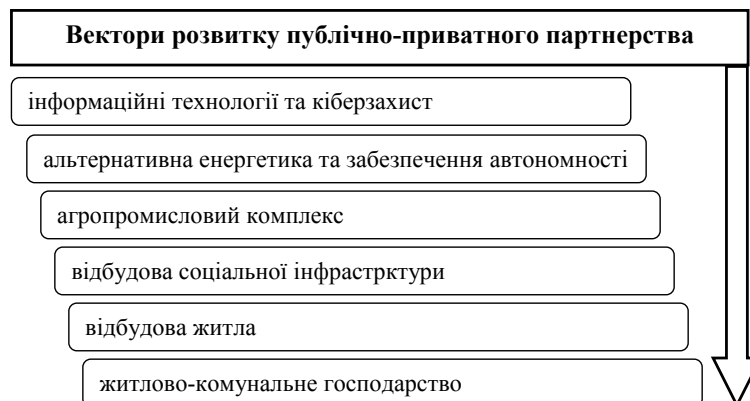 Вектори розвитку публічно-приватного партнерства
інформаційні технології та кіберзахист
альтернативна енергетика та забезпечення автономності
агропромисловий комплекс
відбудова соціальної інфрастрктури
відбудова житла
житлово-комунальне господарство